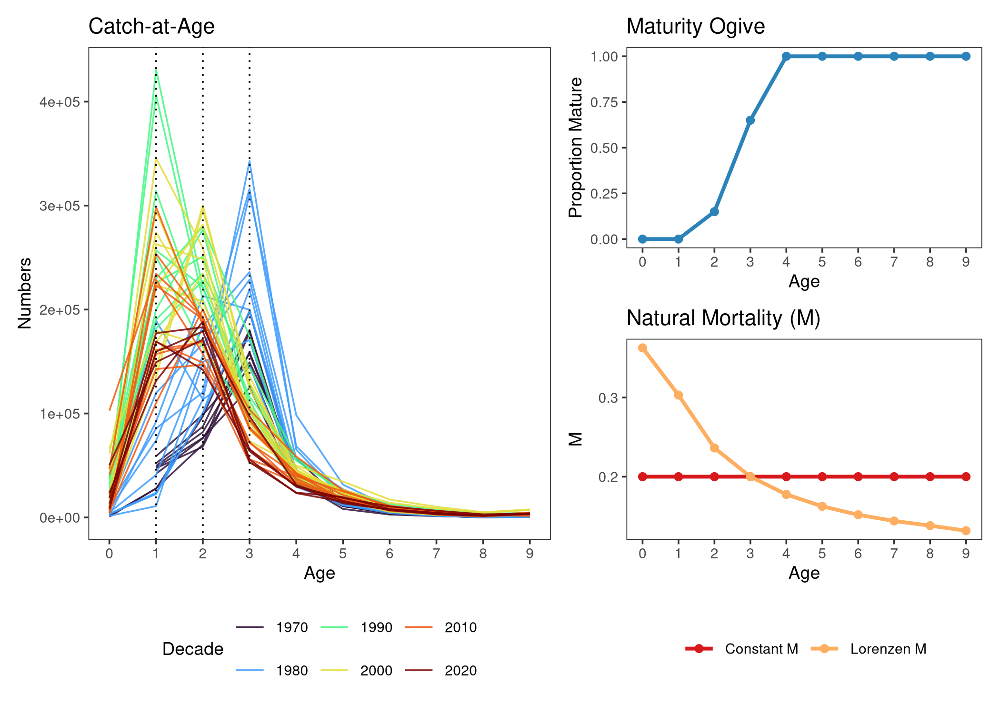 Catch-at-Age
Numbers
4e+05
3e+05
2e+05
1e+05
0e+00
0 1 2 3 4 5 6 7 8 9
Age
Decade
1970 1990 2010
1980 2000 2020
Maturity Ogive
Proportion Mature
1.00
0.75
0.50
0.25
0.00
0 1 2 3 4 5 6 7 8 9
Age
Natural Mortality (M)
M
0.3
0.2
0 1 2 3 4 5 6 7 8 9
Age
Constant M Lorenzen M